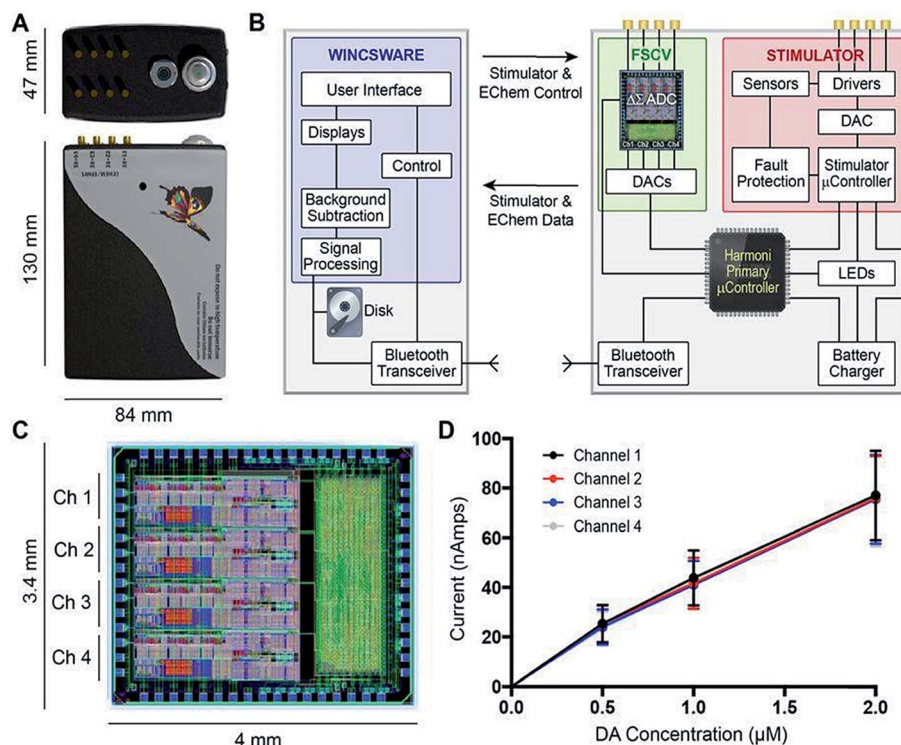 A
47 mm
130 mm
84 mm
B
WINCSWARE
User Interface
Displays
Control
Background
Subtraction
Signal
Processing
Disk
Bluetooth
Transceiver
Stimulator &
EChem Control
Stimulator
& EChem Data
FSCV
ΔΣ ADC
Ch1 Ch2 Ch3 Ch4
DACs
STIMULATOR
Sensors
Drivers
DAC
Fault
Protection
Stimulator
µController
Harmoni
Primary
µController
LEDs
Bluetooth
Transceiver
Battery
Charger
C
3.4 mm
Ch 1
Ch 2
Ch 3
Ch 4
4 mm
D
Channel 1
Channel 2
Channel 3
Channel 4
Current (nAmps)
100
80
60
40
20
0
0.0
0.5
1.0
1.5
2.0
DA Concentration (µM)